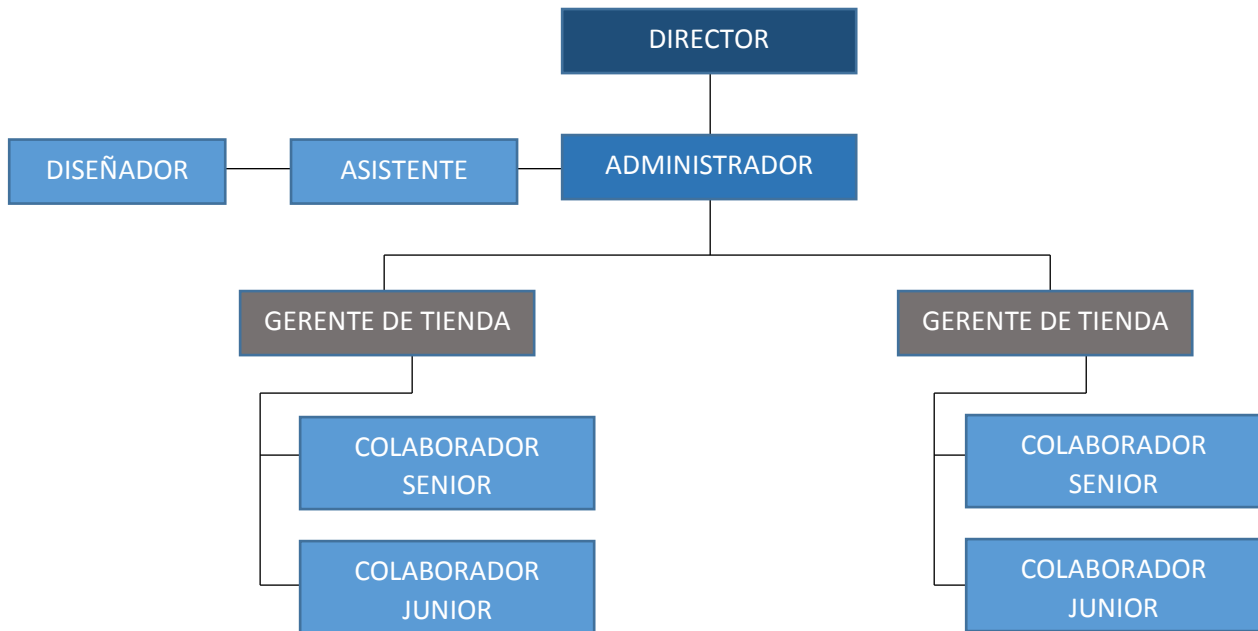 DIRECTOR
DISEÑADOR
ASISTENTE
ADMINISTRADOR
GERENTE DE TIENDA
GERENTE DE TIENDA
COLABORADOR
SENIOR
COLABORADOR
SENIOR
COLABORADOR
JUNIOR
COLABORADOR
JUNIOR